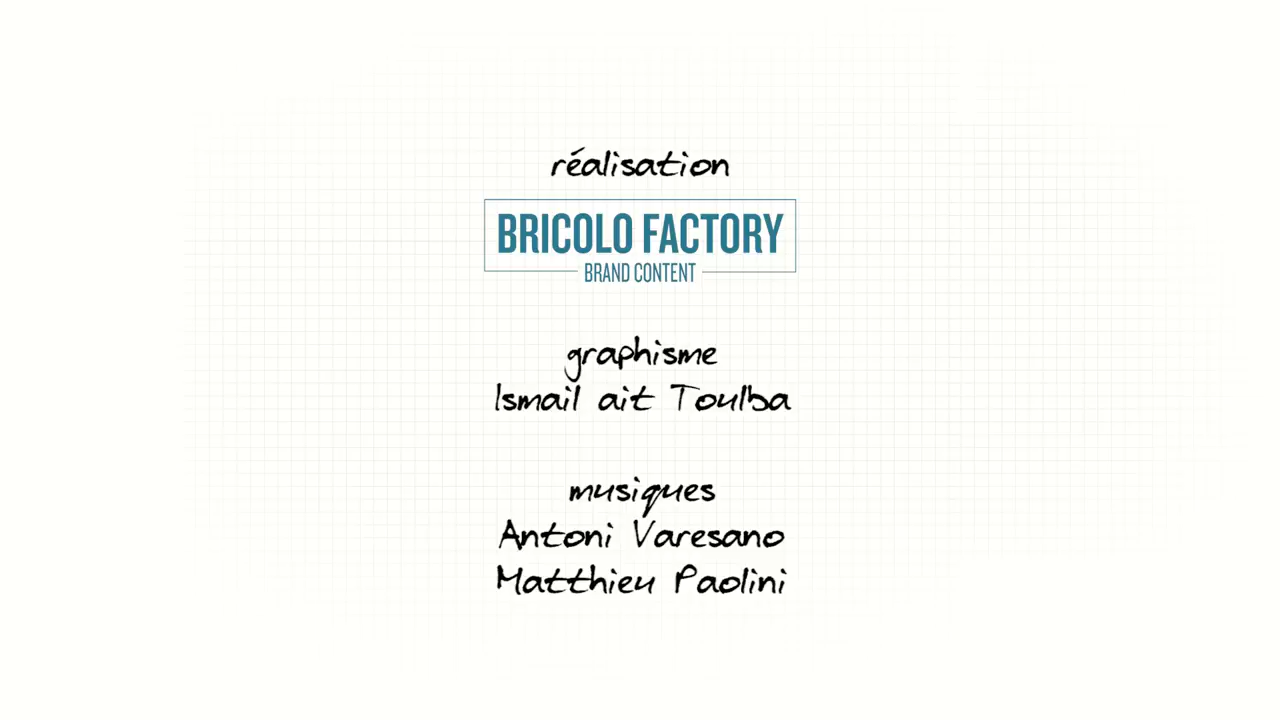 réalisation
BRICOLO FACTORY
BRAND CONTENT
graphisme
Ismail ait Toulba
musiques
Antoni Varesano
Matthieu Paolini